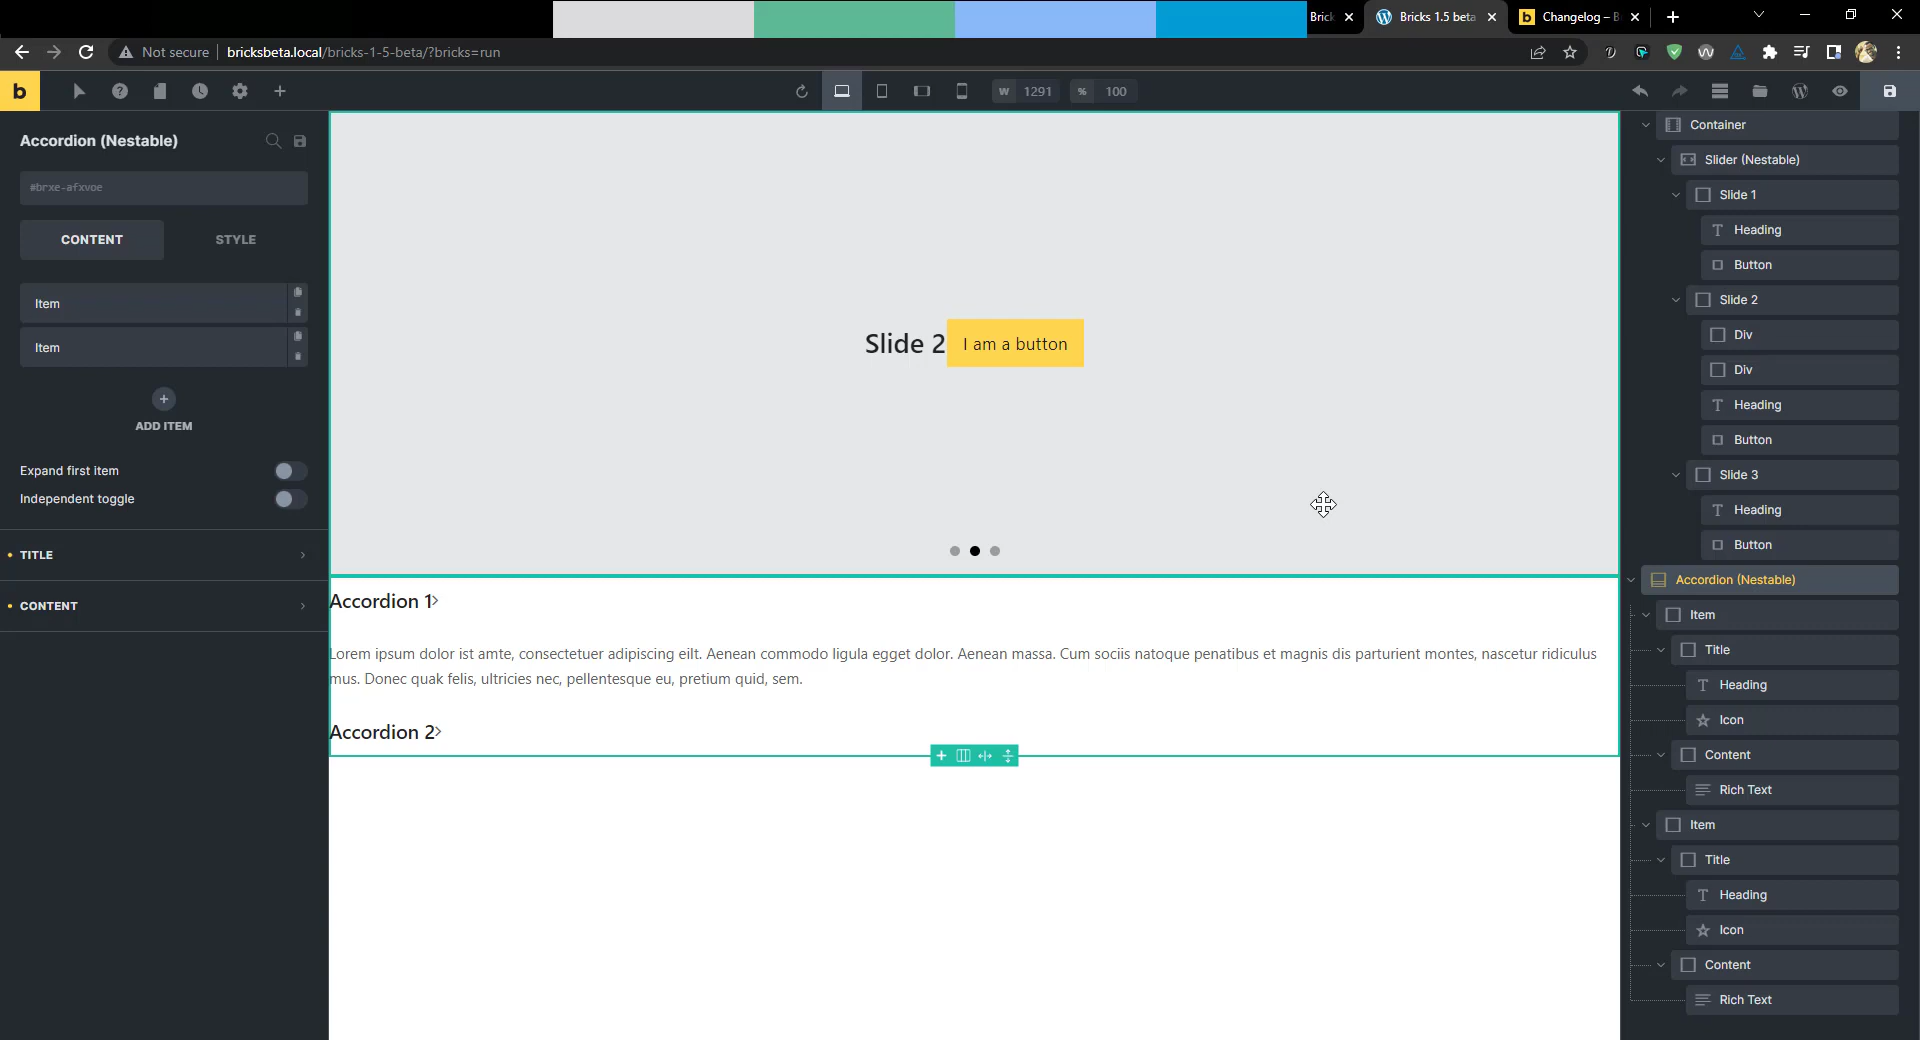 Brick
Bricks 1.5 beta
Changelog – B
Not secure
bricksbeta.local/bricks-1-5-beta/?bricks=run
b
W 1291
% 100
Accordion (Nestable)
#brxe-afxvoe
CONTENT
STYLE
Item
Item
ADD ITEM
Expand first item
Independent toggle
TITLE
CONTENT
Slide 2
I am a button
Accordion 1
Lorem ipsum dolor ist amte, consectetuer adipiscing eilt. Aenean commodo ligula egget dolor. Aenean massa. Cum sociis natoque penatibus et magnis dis parturient montes, nascetur ridiculus
mus. Donec quak felis, ultricies nec, pellentesque eu, pretium quid, sem.
Accordion 2
Container
Slider (Nestable)
Slide 1
Heading
Button
Slide 2
Div
Div
Heading
Button
Slide 3
Heading
Button
Accordion (Nestable)
Item
Title
Heading
Icon
Content
Rich Text
Item
Title
Heading
Icon
Content
Rich Text